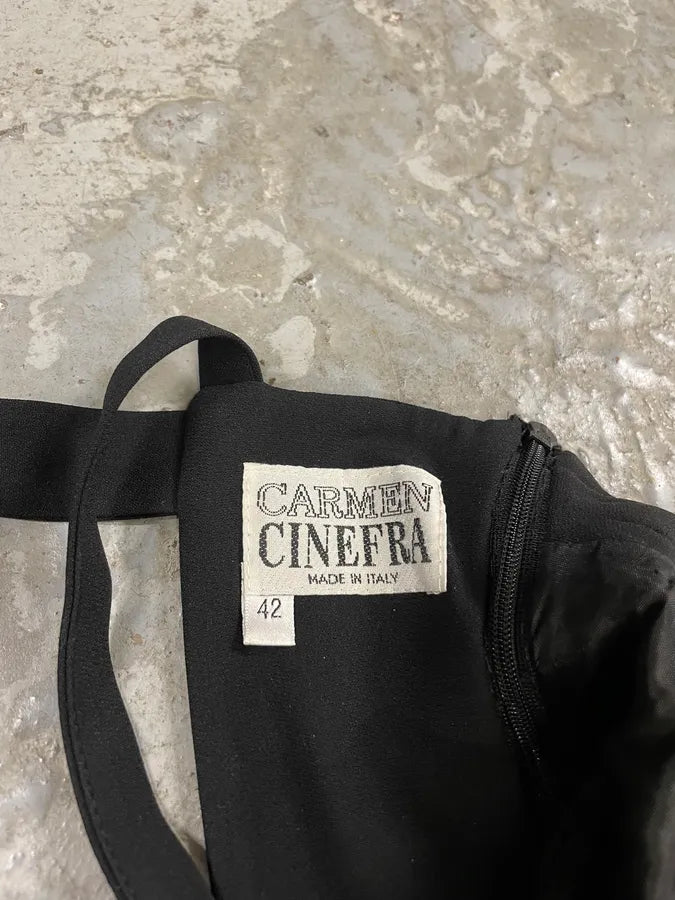 CARMEN
CINEFRA
MADE IN ITALY
42